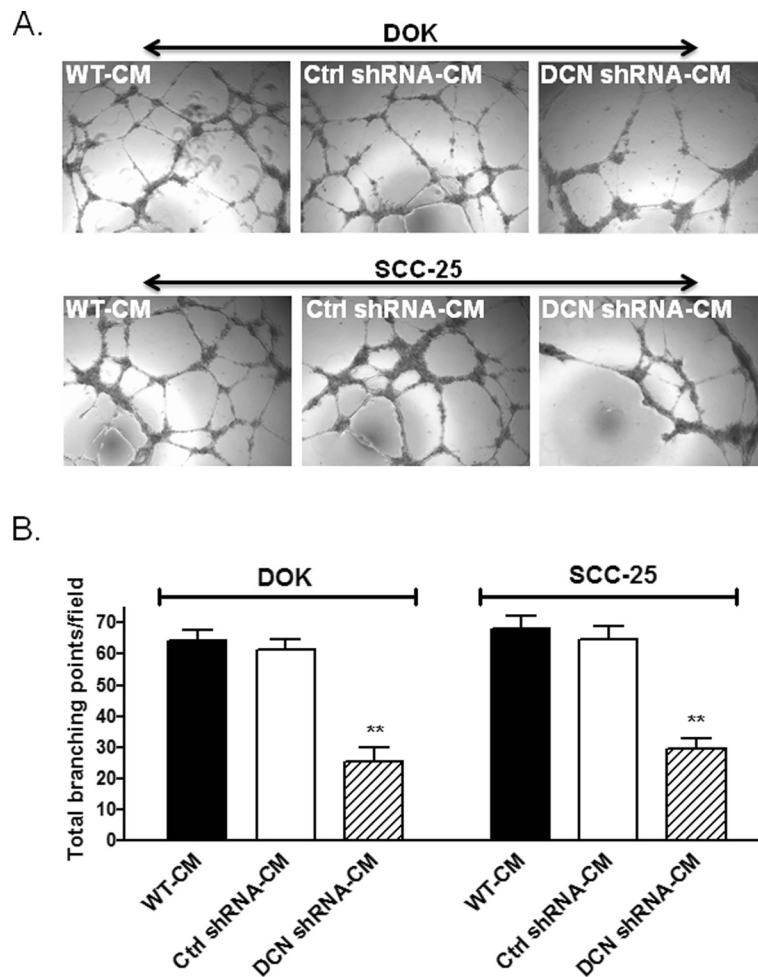 A.
DOK
WT-CM
Ctrl shRNA-CM
DCN shRNA-CM
SCC-25
WT-CM
Ctrl shRNA-CM
DCN shRNA-CM
B.
DOK
SCC-25
Total branching points/field
70
60
50
40
30
20
10
0
**
**
WT-CM
Ctrl shRNA-CM
DCN shRNA-CM
WT-CM
Ctrl shRNA-CM
DCN shRNA-CM